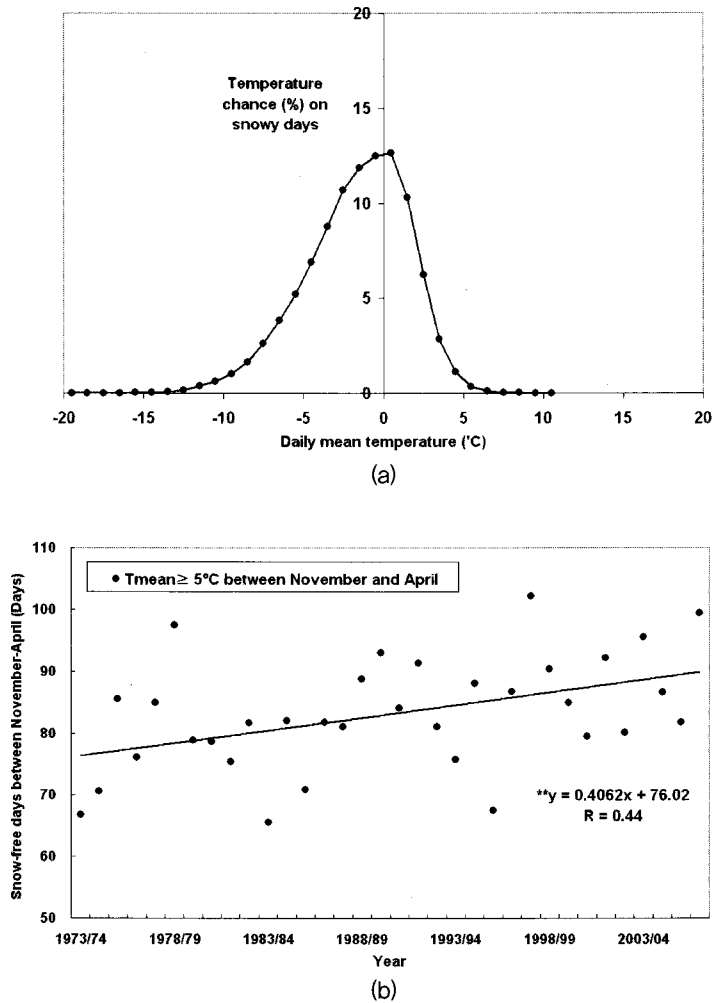 20
Temperature
chance (%) on
snowy days
15
10
5
0
-20 -15 -10 -5 0 5 10 15 20
Daily mean temperature (℃)
(a)
110
● Tmean≥ 5℃ between November and April
100
90
80
70
60
50
Snow-free days between November-April (Days)
**y = 0.4062x + 76.02
R = 0.44
1973/74 1978/79 1983/84 1988/89 1993/94 1998/99 2003/04
Year
(b)